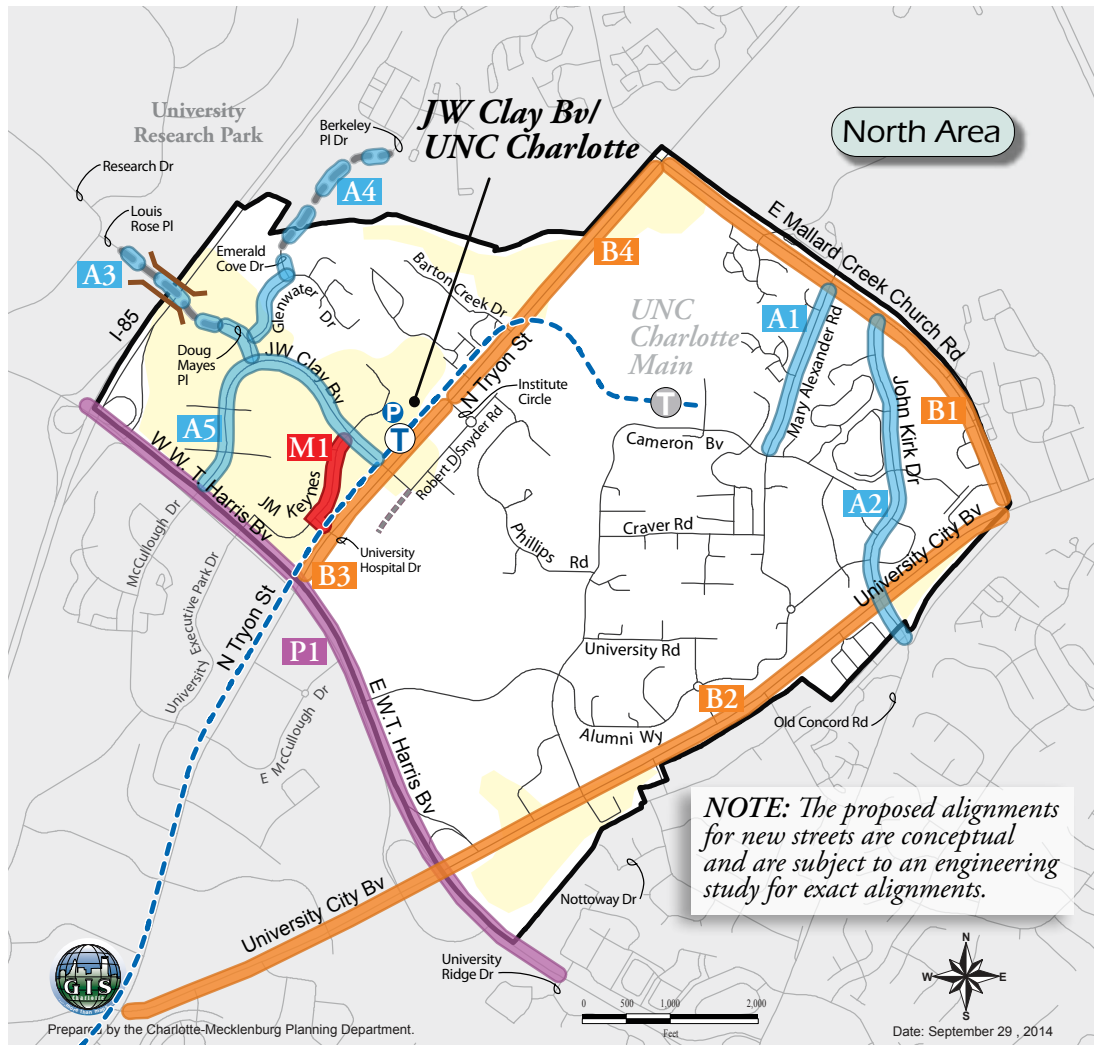 University
Research Park
Berkeley
Pl Dr
JW Clay Bv/
UNC Charlotte
North Area
Research Dr
A4
Louis
Rose Pl
E Mallard Creek Church Rd
Emerald
Cove Dr
B4
A3
Barton Creek Dr
Glenwater Dr
UNC
Charlotte
Main
A1
I-85
Doug
Mayes
Pl
JW Clay Bv
N Tryon St
Mary Alexander Rd
Institute
Circle
John Kirk Dr
B1
A5
P
T
T
M1
Cameron Bv
Robert D Snyder Rd
W W. T. Harris Bv
JM Keynes
A2
McCullough Dr
Craver Rd
Phillips
Rd
University City Bv
University
Hospital Dr
B3
University Executive Park Dr
N Tryon St
P1
University Rd
B2
E McCullough Dr
E W.T. Harris Bv
Alumni Wy
Old Concord Rd
NOTE: The proposed alignments
for new streets are conceptual
and are subject to an engineering
study for exact alignments.
Nottoway Dr
University City Bv
University
Ridge Dr
N
W
E
S
GIS
0 500 1,000 2,000
Feet
Prepared by the Charlotte-Mecklenburg Planning Department.
Date: September 29 , 2014